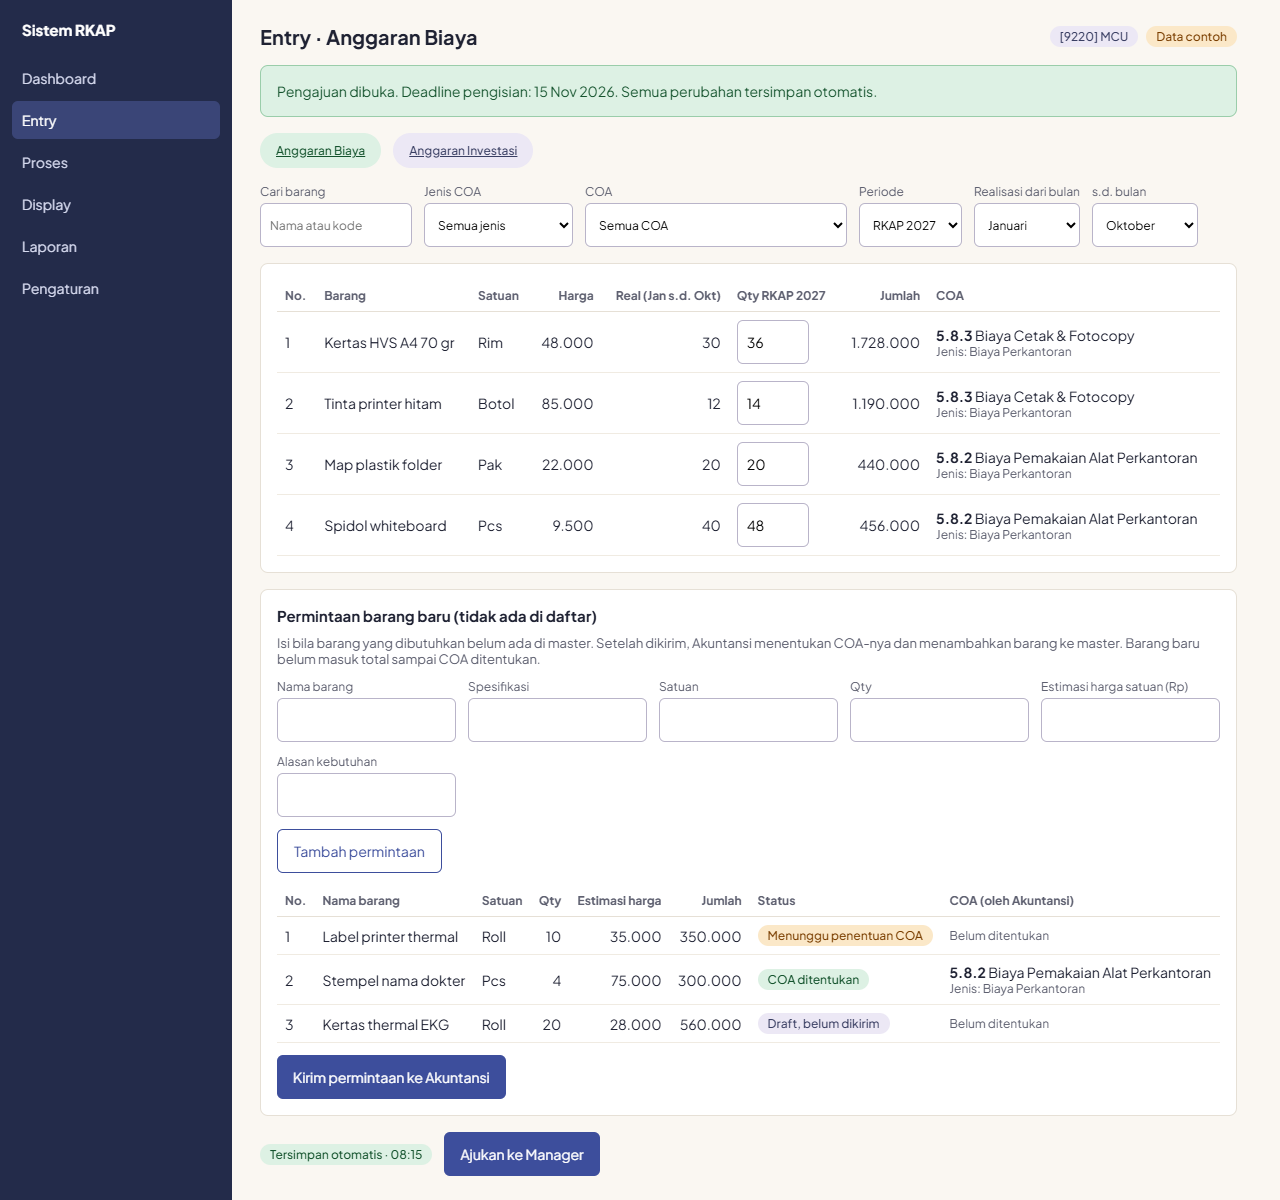 Sistem RKAP
Dashboard
Entry
Proses
Display
Laporan
Pengaturan
Entry · Anggaran Biaya
[9220] MCU
Data contoh
Pengajuan dibuka. Deadline pengisian: 15 Nov 2026. Semua perubahan tersimpan otomatis.
Anggaran Biaya
Anggaran Investasi
Cari barang Jenis COA COA Periode Realisasi dari bulan s.d. bulan
Nama atau kode Semua jenis Semua COA RKAP 2027 Januari Oktober
No. Barang Satuan Harga Real (Jan s.d. Okt) Qty RKAP 2027 Jumlah COA
1 Kertas HVS A4 70 gr Rim 48.000 30 36 1.728.000 5.8.3 Biaya Cetak & Fotocopy
Jenis: Biaya Perkantoran
2 Tinta printer hitam Botol 85.000 12 14 1.190.000 5.8.3 Biaya Cetak & Fotocopy
Jenis: Biaya Perkantoran
3 Map plastik folder Pak 22.000 20 20 440.000 5.8.2 Biaya Pemakaian Alat Perkantoran
Jenis: Biaya Perkantoran
4 Spidol whiteboard Pcs 9.500 40 48 456.000 5.8.2 Biaya Pemakaian Alat Perkantoran
Jenis: Biaya Perkantoran
Permintaan barang baru (tidak ada di daftar)
Isi bila barang yang dibutuhkan belum ada di master. Setelah dikirim, Akuntansi menentukan COA-nya dan menambahkan barang ke master. Barang baru
belum masuk total sampai COA ditentukan.
Nama barang Spesifikasi Satuan Qty Estimasi harga satuan (Rp)
Alasan kebutuhan
Tambah permintaan
No. Nama barang Satuan Qty Estimasi harga Jumlah Status COA (oleh Akuntansi)
1 Label printer thermal Roll 10 35.000 350.000 Menunggu penentuan COA Belum ditentukan
2 Stempel nama dokter Pcs 4 75.000 300.000 COA ditentukan 5.8.2 Biaya Pemakaian Alat Perkantoran
Jenis: Biaya Perkantoran
3 Kertas thermal EKG Roll 20 28.000 560.000 Draft, belum dikirim Belum ditentukan
Kirim permintaan ke Akuntansi
Tersimpan otomatis · 08:15
Ajukan ke Manager